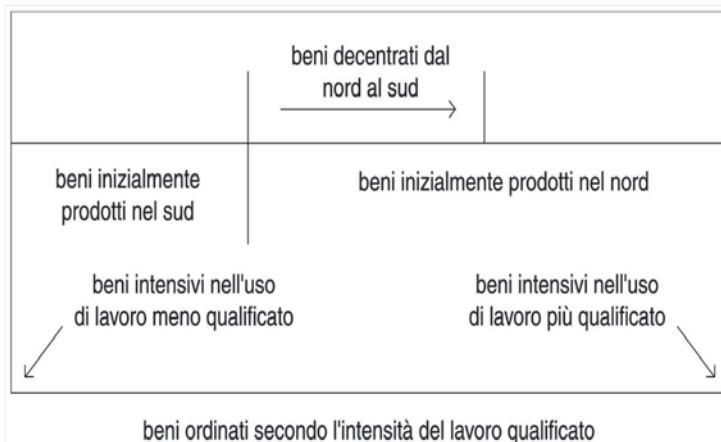 beni decentrati dal
nord al sud
beni inizialmente
prodotti nel sud
beni inizialmente prodotti nel nord
beni intensivi nell'uso
di lavoro meno qualificato
beni intensivi nell'uso
di lavoro più qualificato
beni ordinati secondo l'intensità del lavoro qualificato